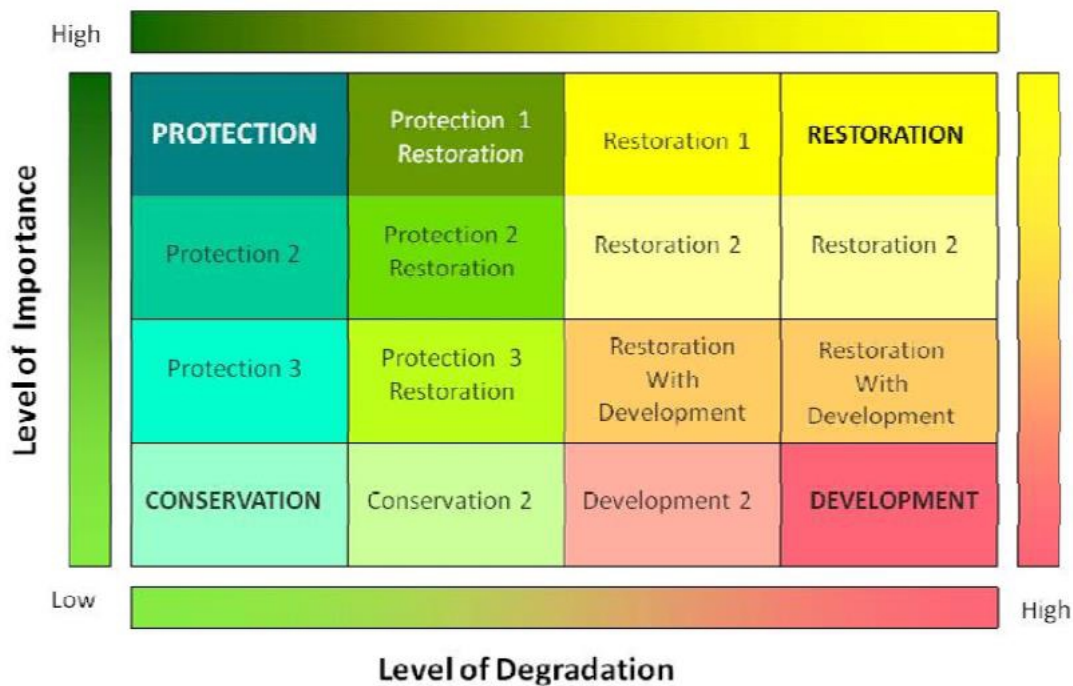 High
Level of Importance
PROTECTION
Protection 1
Restoration
Restoration 1
RESTORATION
Protection 2
Protection 2
Restoration
Restoration 2
Restoration 2
Protection 3
Protection 3
Restoration
Restoration
With
Development
Restoration
With
Development
CONSERVATION
Conservation 2
Development 2
DEVELOPMENT
Low
High
Level of Degradation